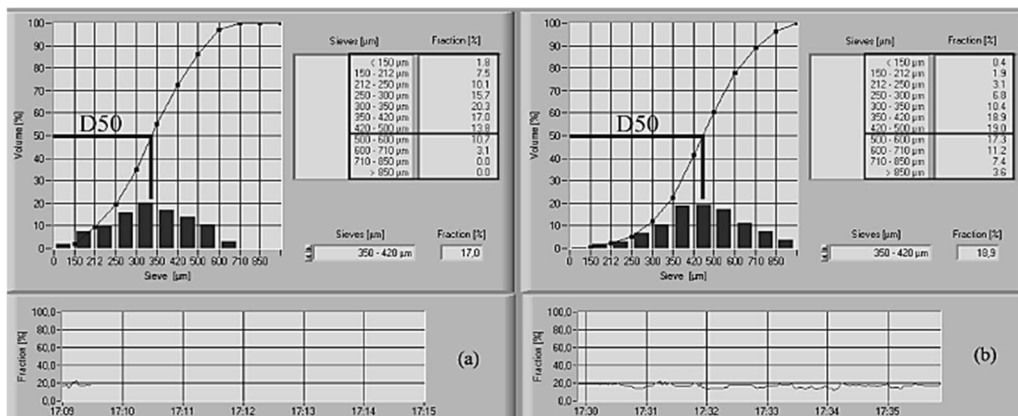 Volume [%]
100
90
80
70
60
50
40
30
20
10
0
D50
0 150 212 250 300 350 420 500 600 710 850
Sieve [µm]
Sieves [µm] Fraction [%]
< 150 µm 1.8
150 - 212 µm 7.5
212 - 250 µm 10.1
250 - 300 µm 15.7
300 - 350 µm 20.3
350 - 420 µm 17.0
420 - 500 µm 13.8
500 - 600 µm 10.7
600 - 710 µm 3.1
710 - 850 µm 0.0
> 850 µm 0.0
Sieves [µm] Fraction [%]
350 - 420 µm 17,0
Volume [%]
100
90
80
70
60
50
40
30
20
10
0
D50
0 150 212 250 300 350 420 500 600 710 850
Sieve [µm]
Sieves [µm] Fraction [%]
< 150 µm 0.4
150 - 212 µm 1.9
212 - 250 µm 3.1
250 - 300 µm 6.8
300 - 350 µm 10.4
350 - 420 µm 18.9
420 - 500 µm 19.0
500 - 600 µm 17.3
600 - 710 µm 11.2
710 - 850 µm 7.4
> 850 µm 3.6
Sieves [µm] Fraction [%]
350 - 420 µm 18,9
Fraction [%]
100,0
80,0
60,0
40,0
20,0
0,0
17:09 17:10 17:11 17:12 17:13 17:14 17:15
(a)
Fraction [%]
100,0
80,0
60,0
40,0
20,0
0,0
17:30 17:31 17:32 17:33 17:34 17:35
(b)